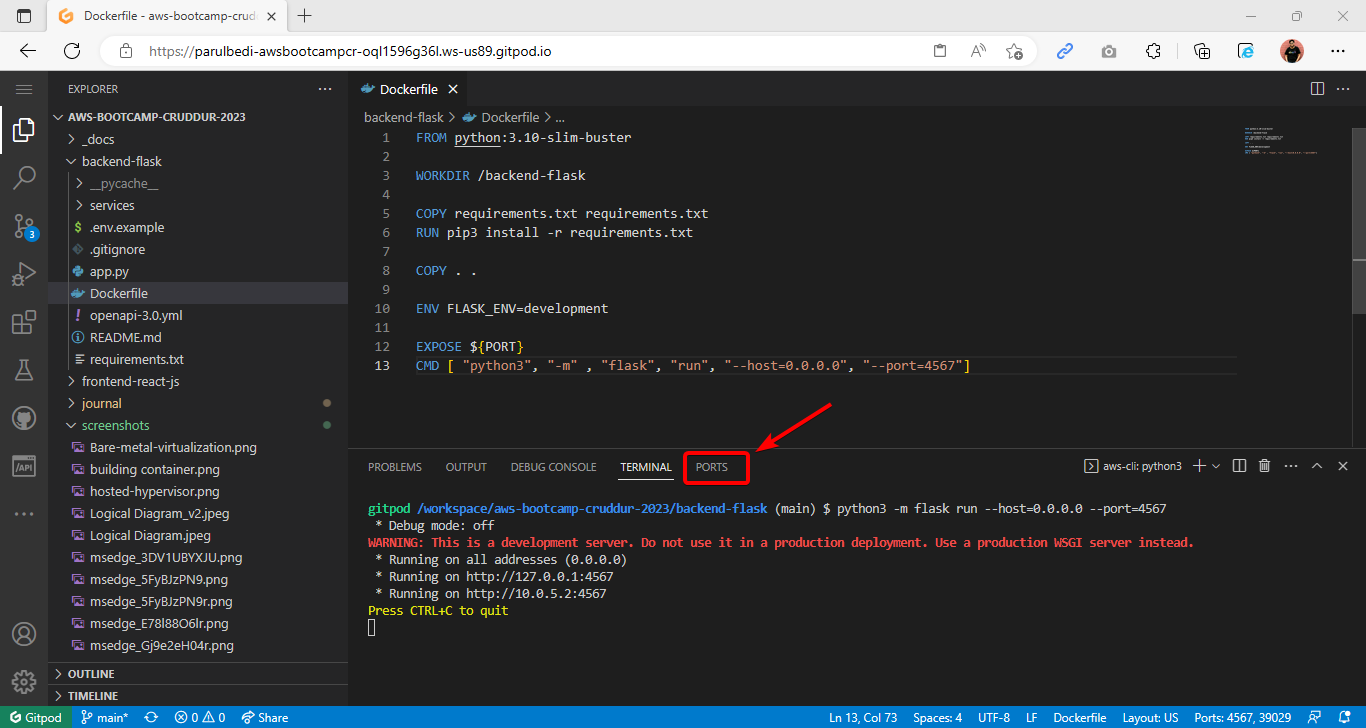 Dockerfile - aws-bootcamp-crud
https://parulbedi-awsbootcampcr-oql1596g36l.ws-us89.gitpod.io
EXPLORER
AWS-BOOTCAMP-CRUDDUR-2023
_docs
backend-flask
__pycache__
services
.env.example
.gitignore
app.py
Dockerfile
openapi-3.0.yml
README.md
requirements.txt
frontend-react-js
journal
screenshots
Bare-metal-virtualization.png
building container.png
hosted-hypervisor.png
Logical Diagram_v2.jpeg
Logical Diagram.jpeg
msedge_3DV1UBYXJU.png
msedge_5FyBJzPN9.png
msedge_5FyBJzPN9r.png
msedge_E78l88O6lr.png
msedge_Gj9e2eH04r.png
OUTLINE
TIMELINE
3
API
Dockerfile
backend-flask > Dockerfile > ...
1 FROM python:3.10-slim-buster
2
3 WORKDIR /backend-flask
4
5 COPY requirements.txt requirements.txt
6 RUN pip3 install -r requirements.txt
7
8 COPY . .
9
10 ENV FLASK_ENV=development
11
12 EXPOSE ${PORT}
13 CMD [ "python3", "-m" , "flask", "run", "--host=0.0.0.0", "--port=4567"]
PROBLEMS OUTPUT DEBUG CONSOLE TERMINAL PORTS aws-cli: python3
gitpod /workspace/aws-bootcamp-cruddur-2023/backend-flask (main) $ python3 -m flask run --host=0.0.0.0 --port=4567
* Debug mode: off
WARNING: This is a development server. Do not use it in a production deployment. Use a production WSGI server instead.
* Running on all addresses (0.0.0.0)
* Running on http://127.0.0.1:4567
* Running on http://10.0.5.2:4567
Press CTRL+C to quit
Gitpod main* 0 0 Share Ln 13, Col 73 Spaces: 4 UTF-8 LF Dockerfile Layout: US Ports: 4567, 39029